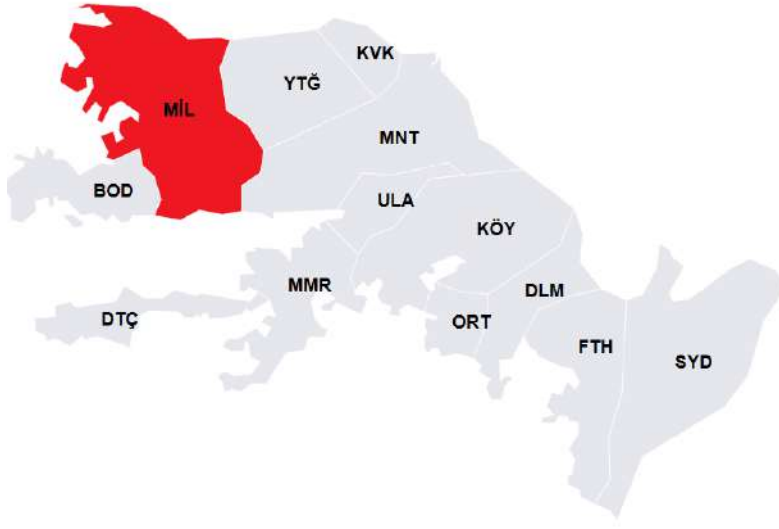 KVK
YTĞ
MİL
MNT
BOD
ULA
KÖY
MMR
DLM
DTÇ
ORT
FTH
SYD